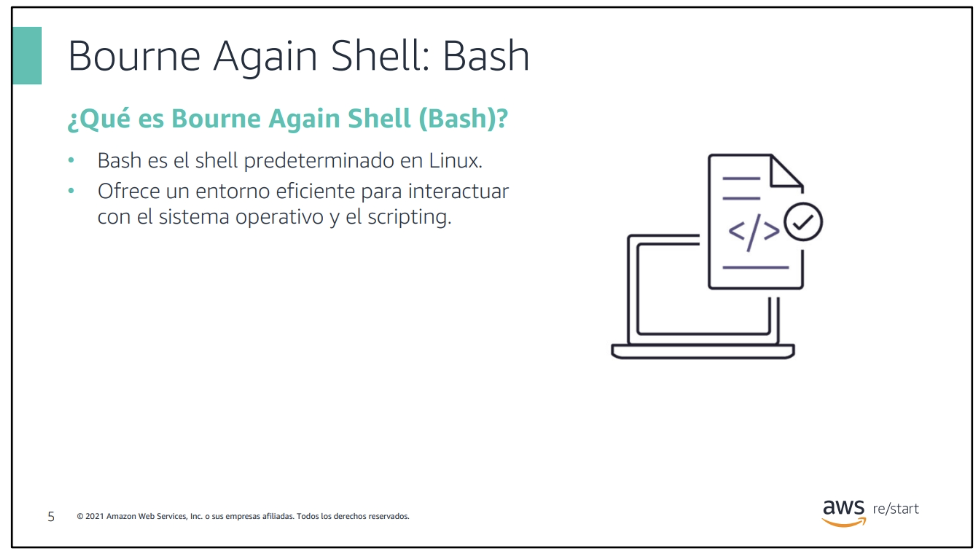 Bourne Again Shell: Bash
¿Qué es Bourne Again Shell (Bash)?
• Bash es el shell predeterminado en Linux.
• Ofrece un entorno eficiente para interactuar
con el sistema operativo y el scripting.
</>
5 © 2021 Amazon Web Services, Inc. o sus empresas afiliadas. Todos los derechos reservados.
aws re/start